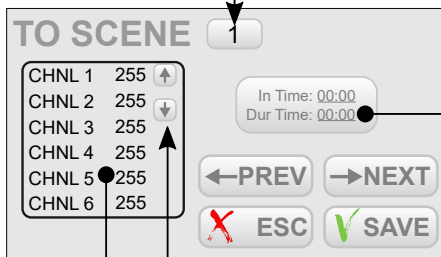 TO SCENE 1
CHNL 1 255
CHNL 2 255
CHNL 3 255
CHNL 4 255
CHNL 5 255
CHNL 6 255
In Time: 00:00
Dur Time: 00:00
PREV
NEXT
ESC
SAVE